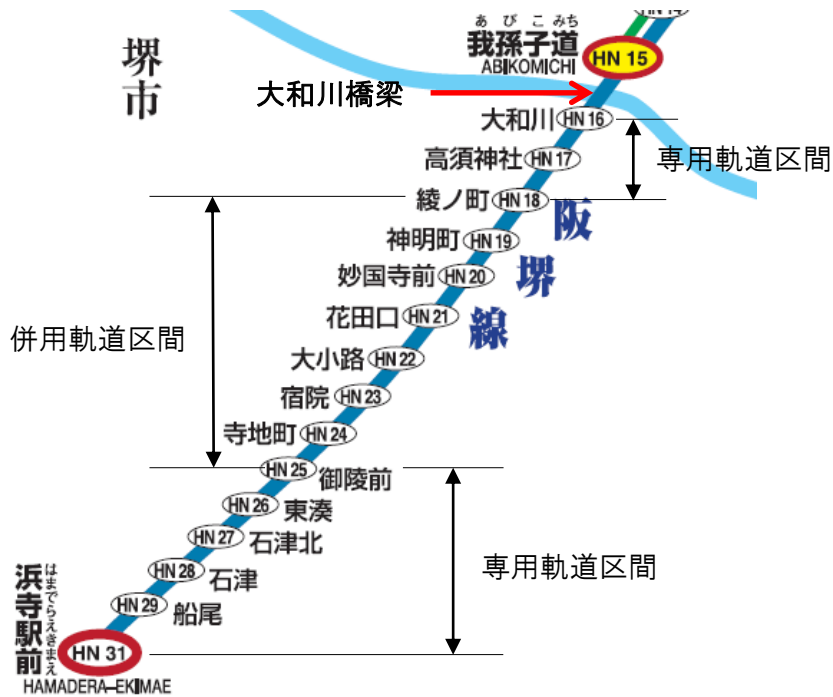 HN 14
あびこみち
我孫子道
ABIKOMICHI
HN 15
堺市
大和川橋梁
大和川
HN 16
高須神社
HN 17
専用軌道区間
綾ノ町
HN 18
阪堺線
神明町
HN 19
妙国寺前
HN 20
花田口
HN 21
併用軌道区間
大小路
HN 22
宿院
HN 23
寺地町
HN 24
HN 25
御陵前
HN 26
東湊
HN 27
石津北
専用軌道区間
HN 28
石津
HN 29
船尾
はまでらえきまえ
浜寺駅前
HN 31
HAMADERA-EKIMAE